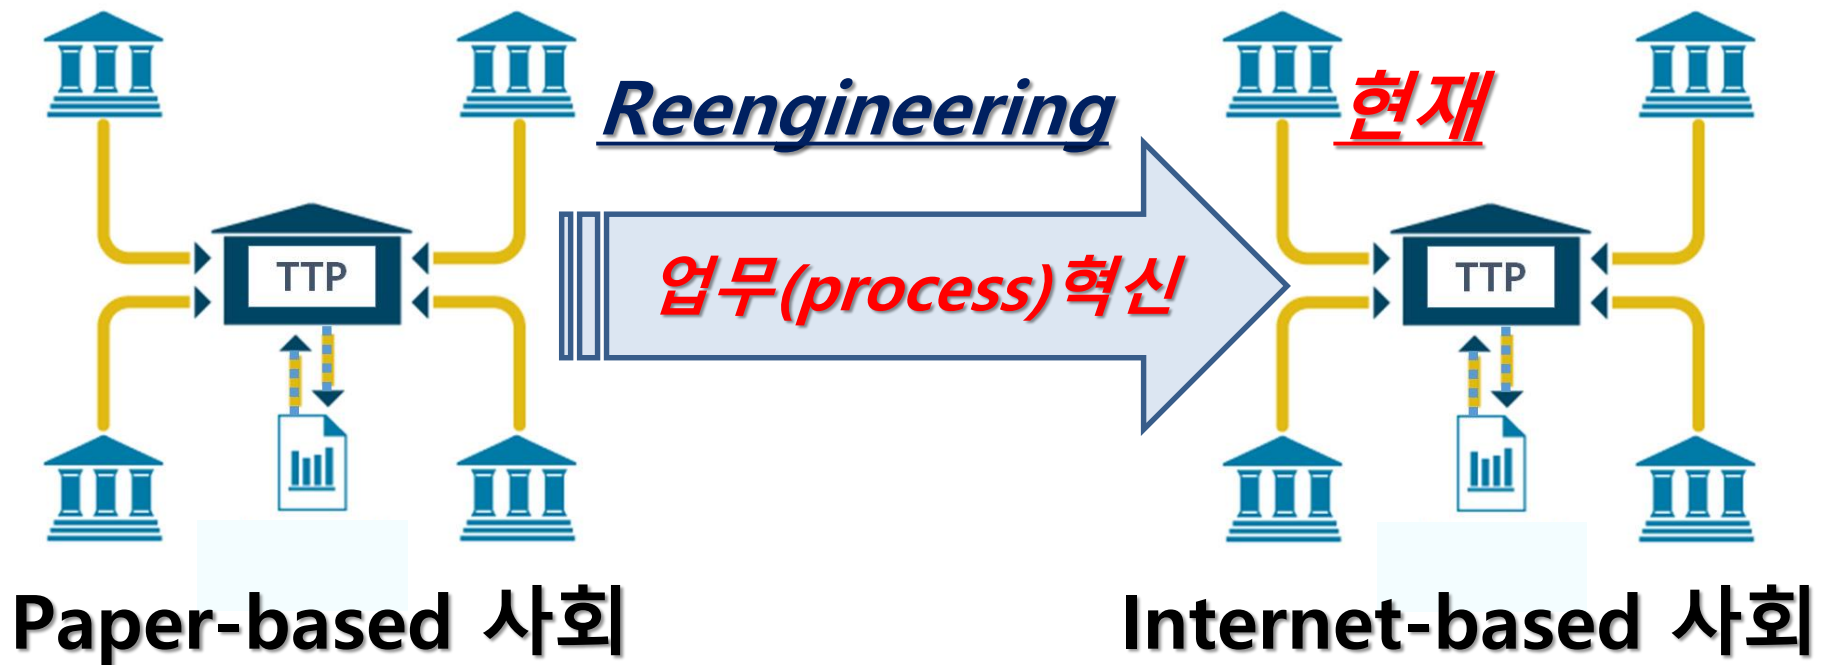 Reengineering
현재
TTP
업무(process)혁신
TTP
Paper-based 사회
Internet-based 사회